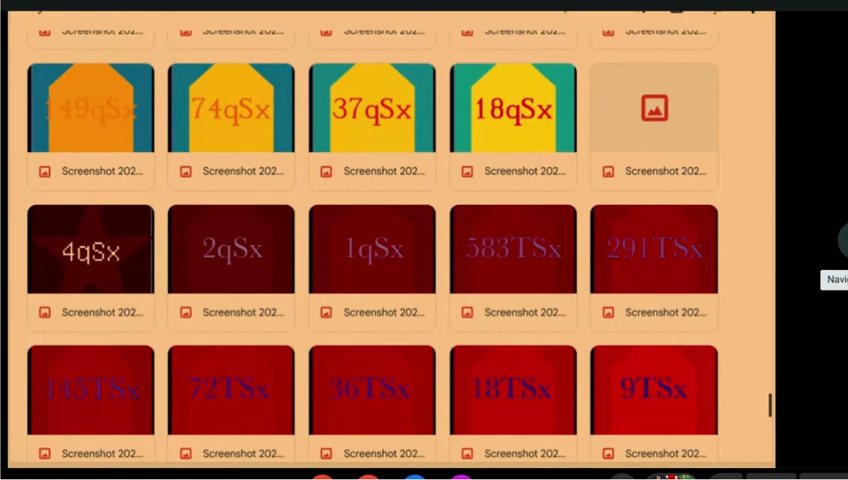 Screenshot 202... Screenshot 202... Screenshot 202... Screenshot 202... Screenshot 202...
149qSx 74qSx 37qSx 18qSx
Screenshot 202... Screenshot 202... Screenshot 202... Screenshot 202... Screenshot 202...
4qSx 2qSx 1qSx 583TSx 291TSx
Screenshot 202... Screenshot 202... Screenshot 202... Screenshot 202... Screenshot 202...
Navi
145TSx 72TSx 36TSx 18TSx 9TSx
Screenshot 202... Screenshot 202... Screenshot 202... Screenshot 202... Screenshot 202...